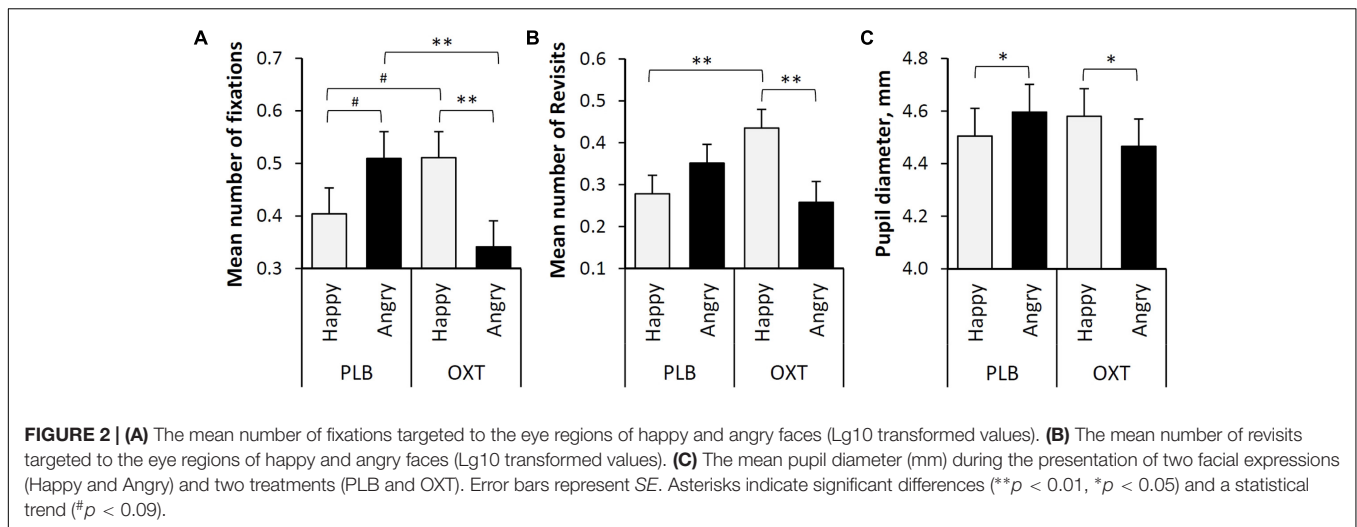 A
Mean number of fixations
0.7
0.6
0.5
0.4
0.3
**
#
#
**
Happy
Angry
Happy
Angry
PLB
OXT
B
Mean number of Revisits
0.6
0.5
0.4
0.3
0.2
0.1
**
**
Happy
Angry
Happy
Angry
PLB
OXT
C
Pupil diameter, mm
4.8
4.6
4.4
4.2
4.0
*
*
Happy
Angry
Happy
Angry
PLB
OXT
FIGURE 2 | (A) The mean number of fixations targeted to the eye regions of happy and angry faces (Lg10 transformed values). (B) The mean number of revisits
targeted to the eye regions of happy and angry faces (Lg10 transformed values). (C) The mean pupil diameter (mm) during the presentation of two facial expressions
(Happy and Angry) and two treatments (PLB and OXT). Error bars represent SE. Asterisks indicate significant differences (**p < 0.01, *p < 0.05) and a statistical
trend (#p < 0.09).